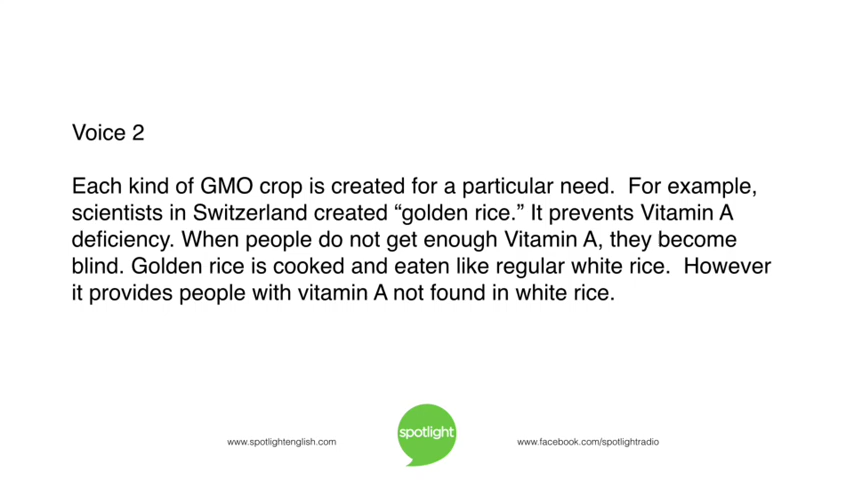 Voice 2
Each kind of GMO crop is created for a particular need.  For example,
scientists in Switzerland created “golden rice.” It prevents Vitamin A
deficiency. When people do not get enough Vitamin A, they become
blind. Golden rice is cooked and eaten like regular white rice.  However
it provides people with vitamin A not found in white rice.
spotlight
www.spotlightenglish.com
www.facebook.com/spotlightradio